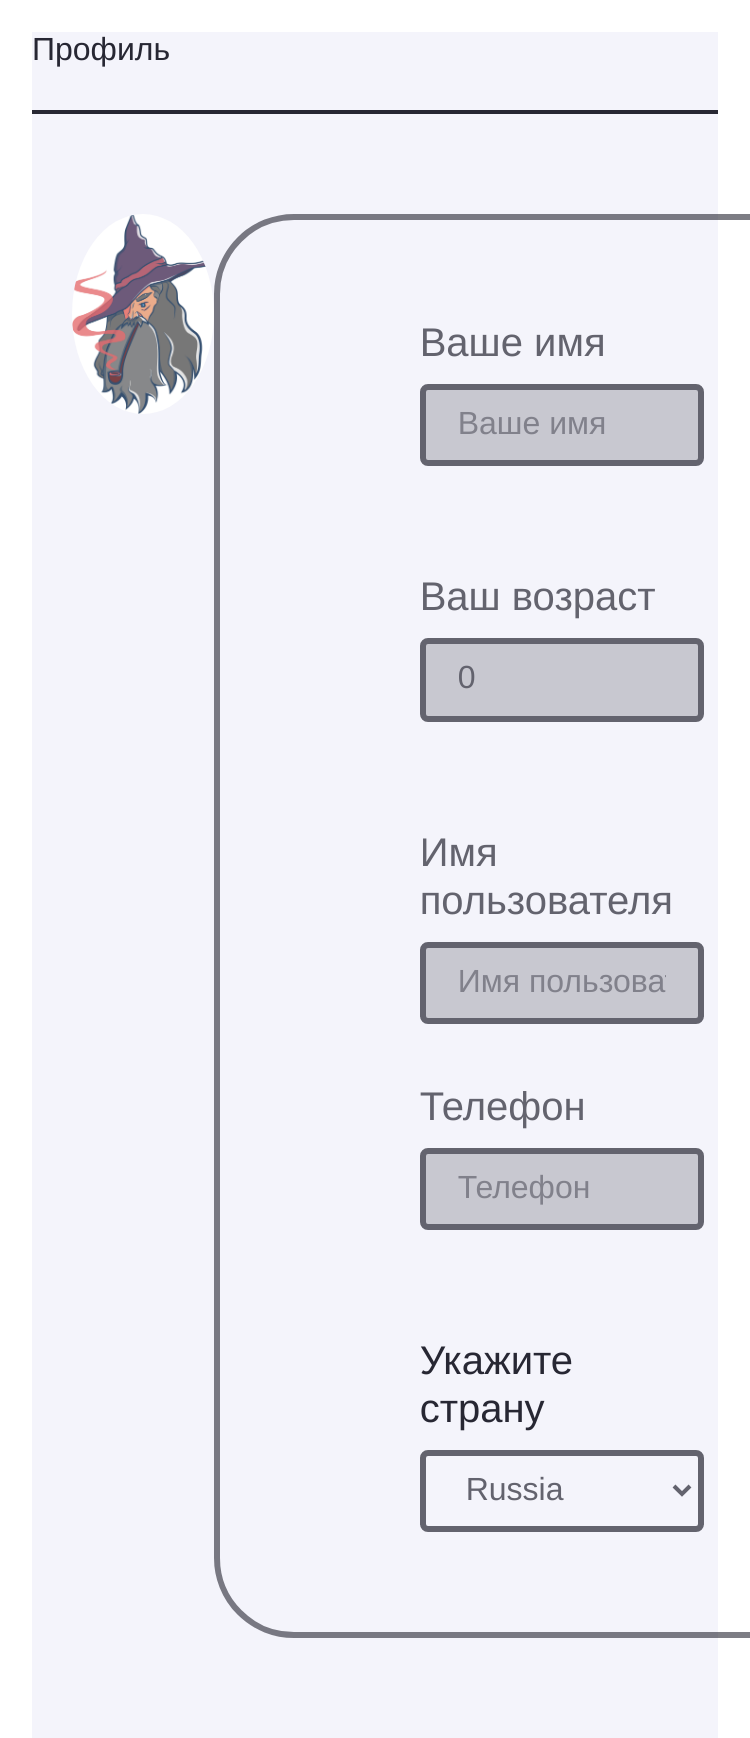 Профиль
Ваше имя
Ваше имя
Ваш возраст
0
Имя
пользователя
Имя пользова
Телефон
Телефон
Укажите
страну
Russia